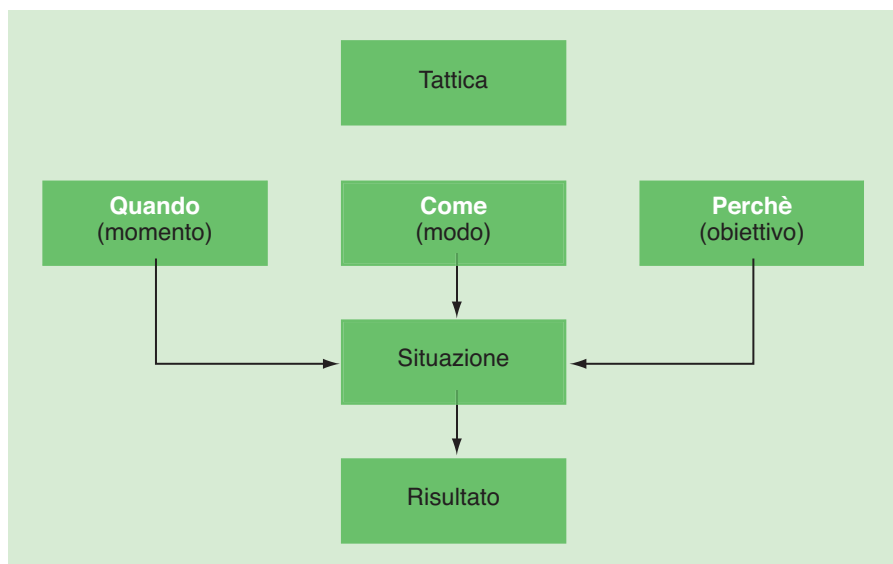 Tattica
Quando
(momento)
Come
(modo)
Perchè
(obiettivo)
Situazione
Risultato